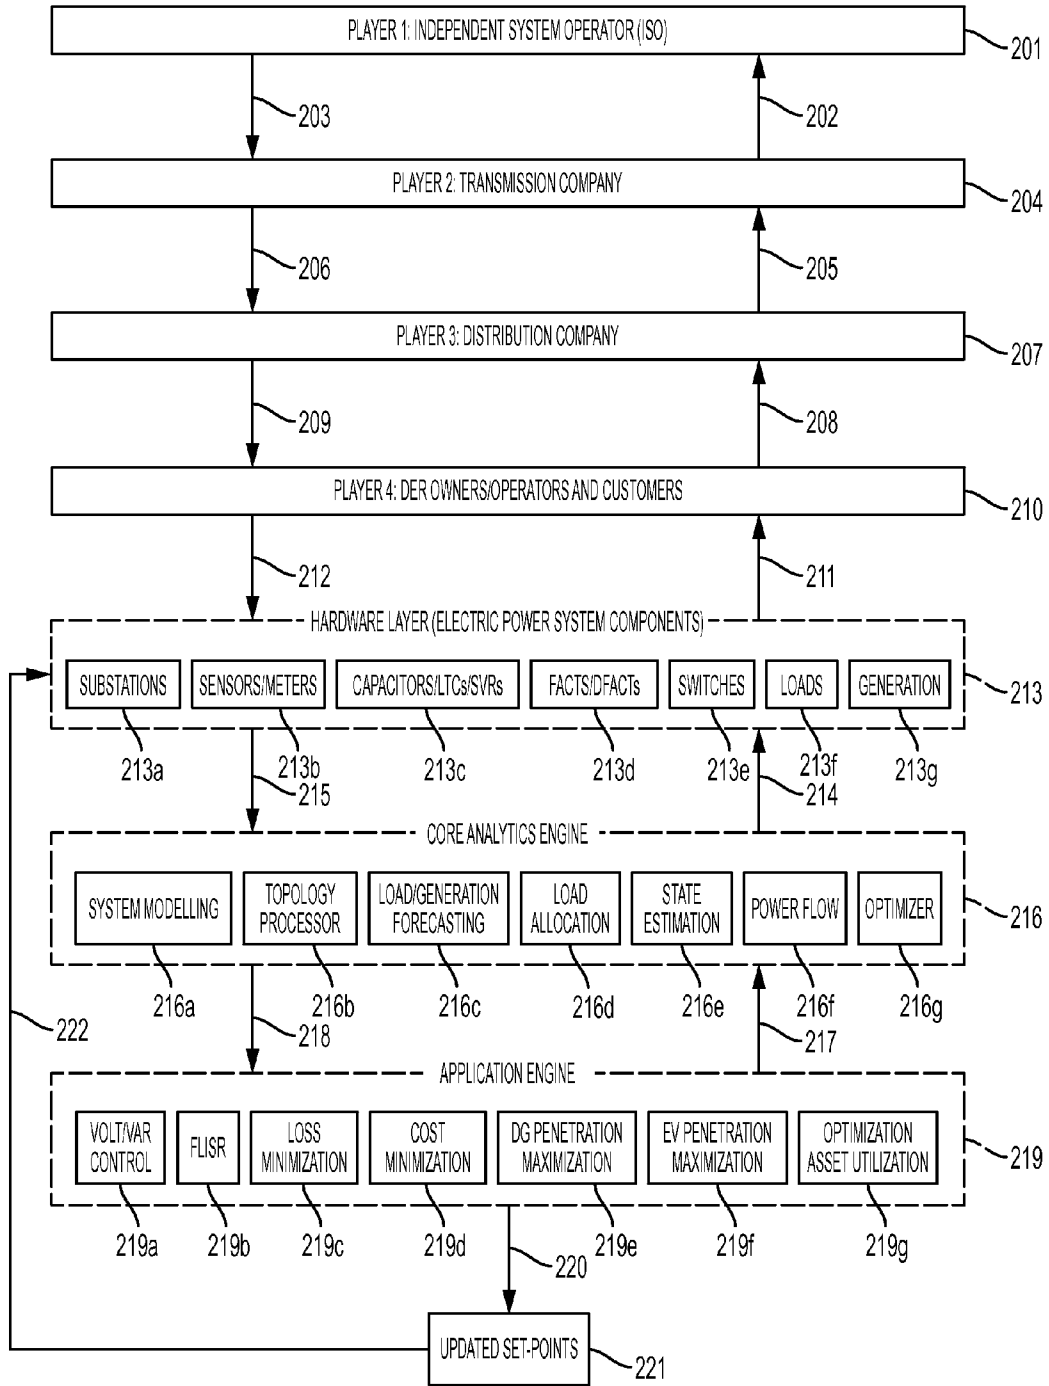 PLAYER 1: INDEPENDENT SYSTEM OPERATOR (ISO)
201
203
202
PLAYER 2: TRANSMISSION COMPANY
204
206
205
PLAYER 3: DISTRIBUTION COMPANY
207
209
208
PLAYER 4: DER OWNERS/OPERATORS AND CUSTOMERS
210
212
211
HARDWARE LAYER (ELECTRIC POWER SYSTEM COMPONENTS)
SUBSTATIONS
SENSORS/METERS
CAPACITORS/LTCs/SVRs
FACTS/DFACTs
SWITCHES
LOADS
GENERATION
213
213a
213b
213c
213d
213e
213f
213g
215
214
CORE ANALYTICS ENGINE
SYSTEM MODELLING
TOPOLOGY
PROCESSOR
LOAD/GENERATION
FORECASTING
LOAD
ALLOCATION
STATE
ESTIMATION
POWER FLOW
OPTIMIZER
216
216a
216b
216c
216d
216e
216f
216g
222
218
217
APPLICATION ENGINE
VOLT/VAR
CONTROL
FLISR
LOSS
MINIMIZATION
COST
MINIMIZATION
DG PENETRATION
MAXIMIZATION
EV PENETRATION
MAXIMIZATION
OPTIMIZATION
ASSET UTILIZATION
219
219a
219b
219c
219d
219e
219f
219g
220
UPDATED SET-POINTS
221